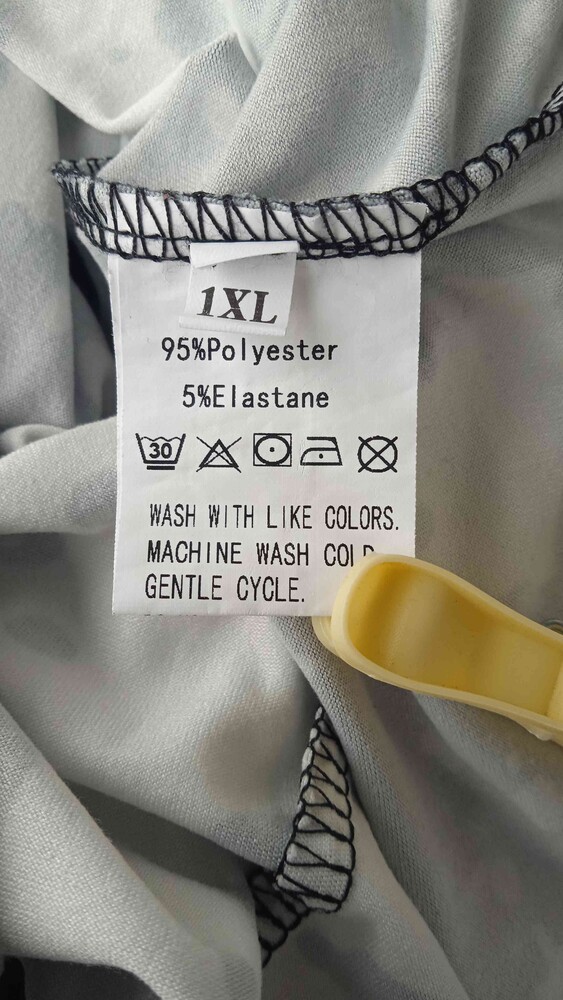 1XL
95%Polyester
5%Elastane
30
WASH WITH LIKE COLORS.
MACHINE WASH COLD
GENTLE CYCLE.